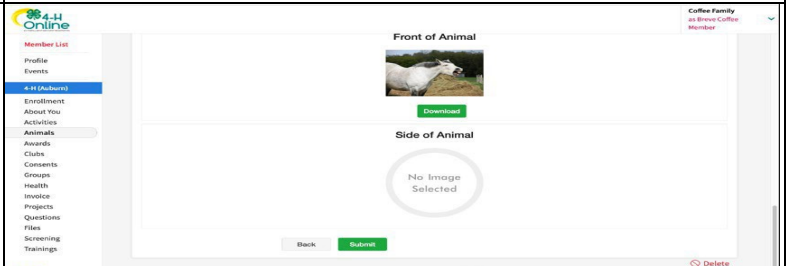 4-H
Online
Coffee Family
as Breve Coffee
Member
Member List
Profile
Events
4-H (Auburn)
Enrollment
About You
Activities
Animals
Awards
Clubs
Consents
Groups
Health
Invoice
Projects
Questions
Files
Screening
Trainings
Front of Animal
Download
Side of Animal
No Image
Selected
Back
Submit
Delete